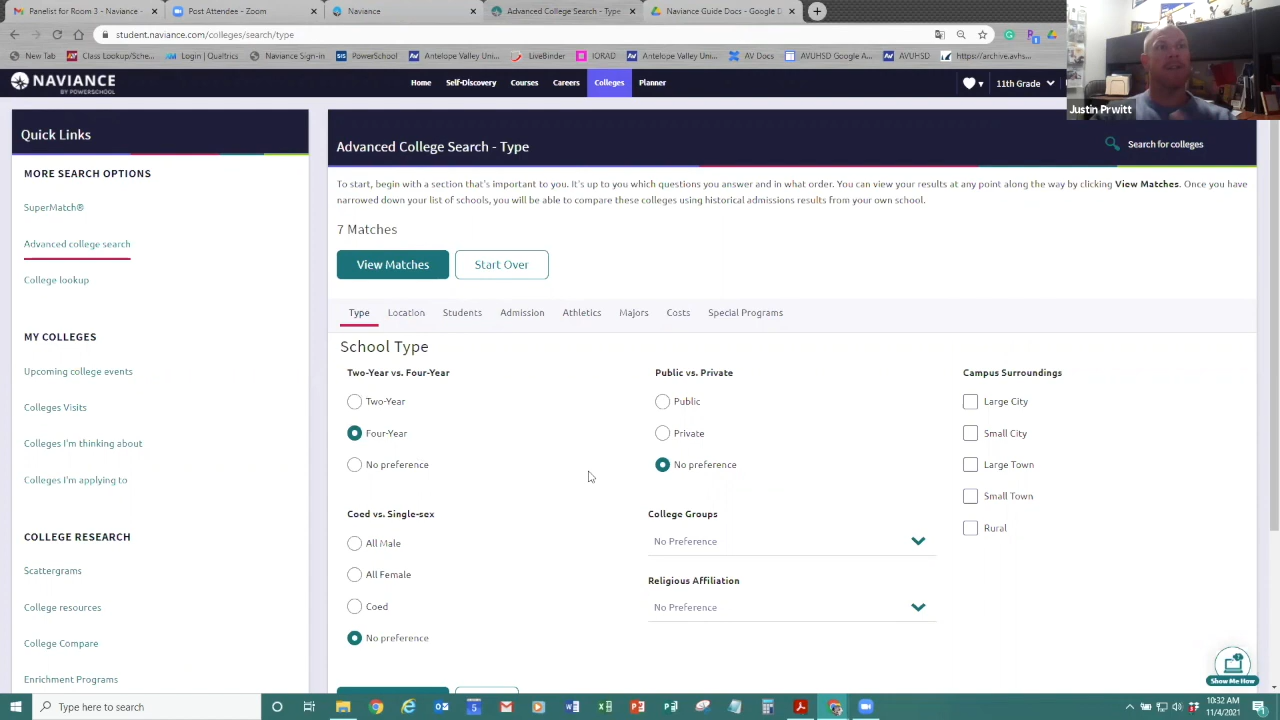 Panelist for Room 3 - ×
Post Attendee - Zoom ×
Naviance ×
Advanced College Search - Type ×
Naviance Guide Docs - Google D ×
student.naviance.com/colleges/search/type
New Tab
Class Lobby/Sche...
Login | Qualtrics
Naviance Sign In
SIS PowerSchool
Antelope Valley Uni...
LiveBinder
IORAD
Antelope Valley Uni...
AV Docs
AVUHSD
AVUHSD
https://archive.avhs...
NAVIANCE
BY POWERSCHOOL
Home Self-Discovery Courses Careers Colleges Planner
11th Grade
Justin Prwitt
Quick Links
MORE SEARCH OPTIONS
SuperMatch®
Advanced college search
College lookup
MY COLLEGES
Upcoming college events
Colleges Visits
Colleges I'm thinking about
Colleges I'm applying to
COLLEGE RESEARCH
Scattergrams
College resources
College Compare
Enrichment Programs
Advanced College Search - Type
Search for colleges
To start, begin with a section that's important to you. It's up to you which questions you answer and in what order. You can view your results at any point along the way by clicking View Matches. Once you have
narrowed down your list of schools, you will be able to compare these colleges using historical admissions results from your own school.
7 Matches
View Matches Start Over
Type Location Students Admission Athletics Majors Costs Special Programs
School Type
Two-Year vs. Four-Year
Two-Year
Four-Year
No preference
Coed vs. Single-sex
All Male
All Female
Coed
No preference
Public vs. Private
Public
Private
No preference
College Groups
No Preference
Religious Affiliation
No Preference
Campus Surroundings
Large City
Small City
Large Town
Small Town
Rural
Show Me How
Type here to search
10:32 AM
11/4/2021